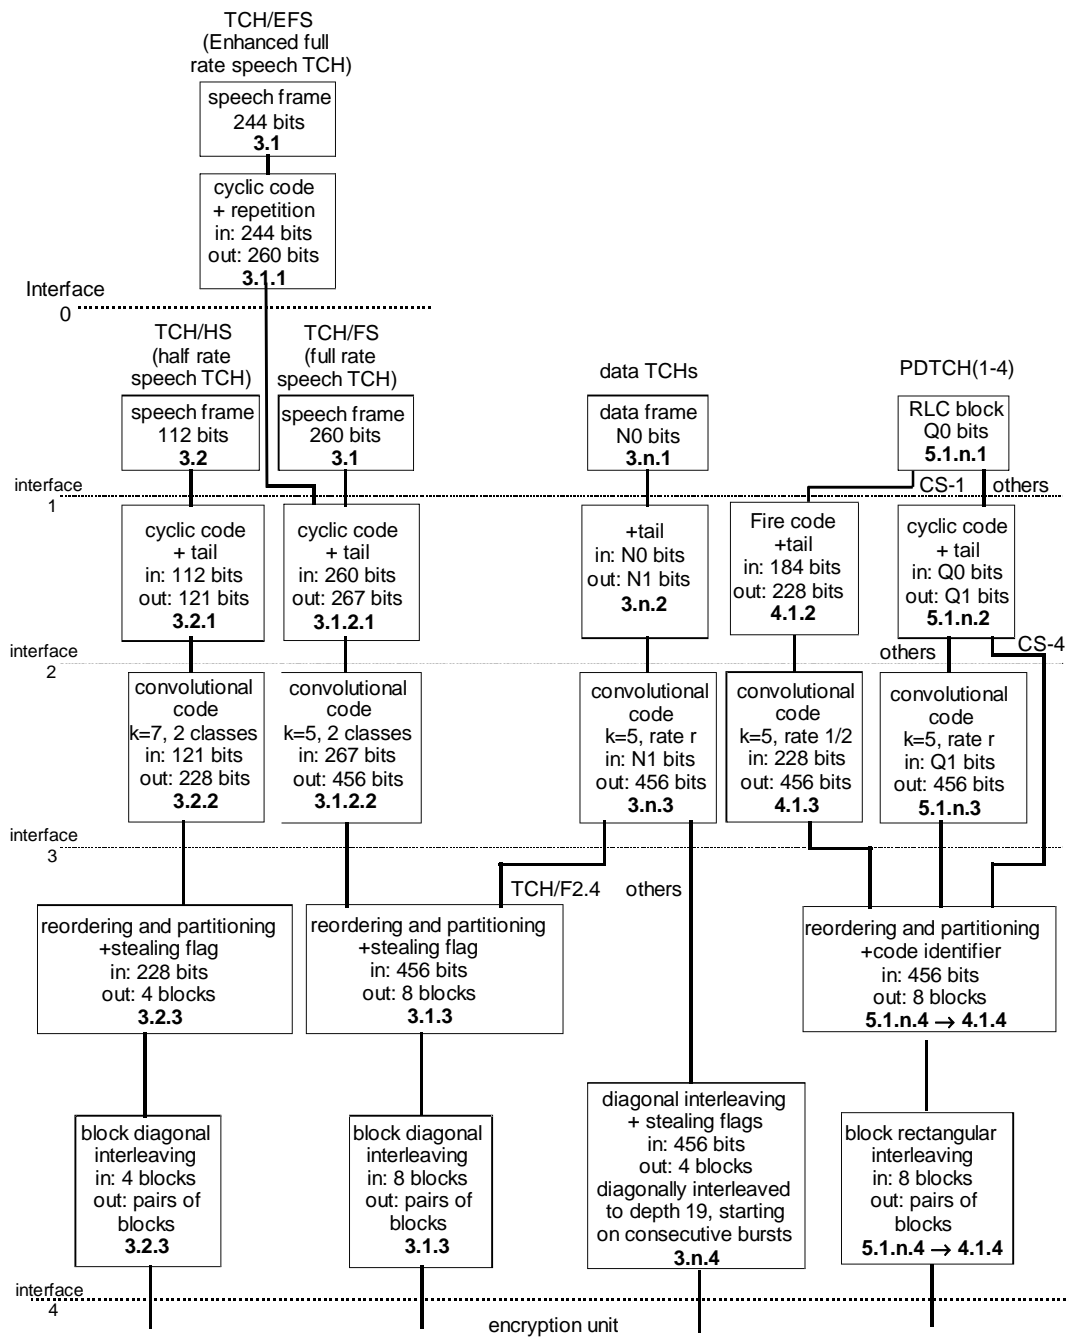 TCH/EFS
(Enhanced full
rate speech TCH)
speech frame
244 bits
3.1
cyclic code
+ repetition
in: 244 bits
out: 260 bits
3.1.1
Interface
0
TCH/HS
(half rate
speech TCH)
TCH/FS
(full rate
speech TCH)
data TCHs
PDTCH(1-4)
speech frame
112 bits
3.2
speech frame
260 bits
3.1
data frame
N0 bits
3.n.1
RLC block
Q0 bits
5.1.n.1
interface
1
CS-1
others
cyclic code
+ tail
in: 112 bits
out: 121 bits
3.2.1
cyclic code
+ tail
in: 260 bits
out: 267 bits
3.1.2.1
+tail
in: N0 bits
out: N1 bits
3.n.2
Fire code
+tail
in: 184 bits
out: 228 bits
4.1.2
cyclic code
+ tail
in: Q0 bits
out: Q1 bits
5.1.n.2
interface
2
others
CS-4
convolutional
code
k=7, 2 classes
in: 121 bits
out: 228 bits
3.2.2
convolutional
code
k=5, 2 classes
in: 267 bits
out: 456 bits
3.1.2.2
convolutional
code
k=5, rate r
in: N1 bits
out: 456 bits
3.n.3
convolutional
code
k=5, rate 1/2
in: 228 bits
out: 456 bits
4.1.3
convolutional
code
k=5, rate r
in: Q1 bits
out: 456 bits
5.1.n.3
interface
3
TCH/F2.4
others
reordering and partitioning
+stealing flag
in: 228 bits
out: 4 blocks
3.2.3
reordering and partitioning
+stealing flag
in: 456 bits
out: 8 blocks
3.1.3
reordering and partitioning
+code identifier
in: 456 bits
out: 8 blocks
5.1.n.4 → 4.1.4
block diagonal
interleaving
in: 4 blocks
out: pairs of
blocks
3.2.3
block diagonal
interleaving
in: 8 blocks
out: pairs of
blocks
3.1.3
diagonal interleaving
+ stealing flags
in: 456 bits
out: 4 blocks
diagonally interleaved
to depth 19, starting
on consecutive bursts
3.n.4
block rectangular
interleaving
in: 8 blocks
out: pairs of
blocks
5.1.n.4 → 4.1.4
interface
4
encryption unit